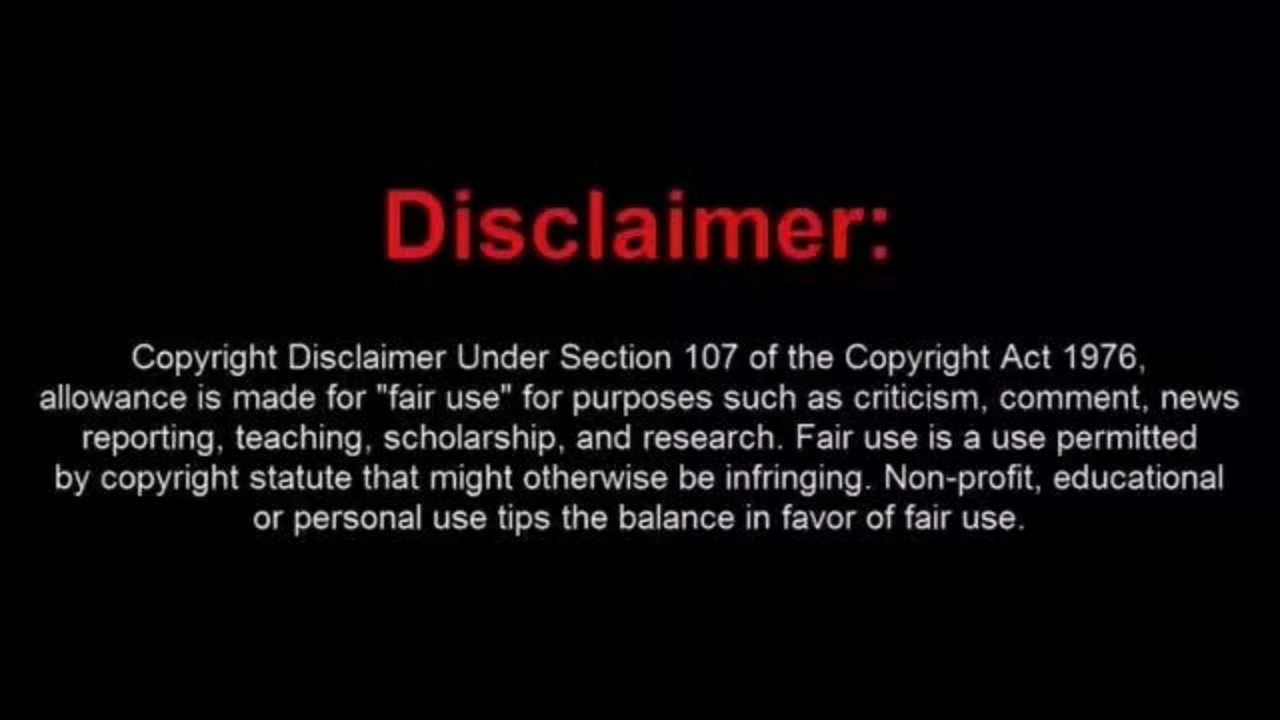 Disclaimer:
Copyright Disclaimer Under Section 107 of the Copyright Act 1976,
allowance is made for "fair use" for purposes such as criticism, comment, news
reporting, teaching, scholarship, and research. Fair use is a use permitted
by copyright statute that might otherwise be infringing. Non-profit, educational
or personal use tips the balance in favor of fair use.